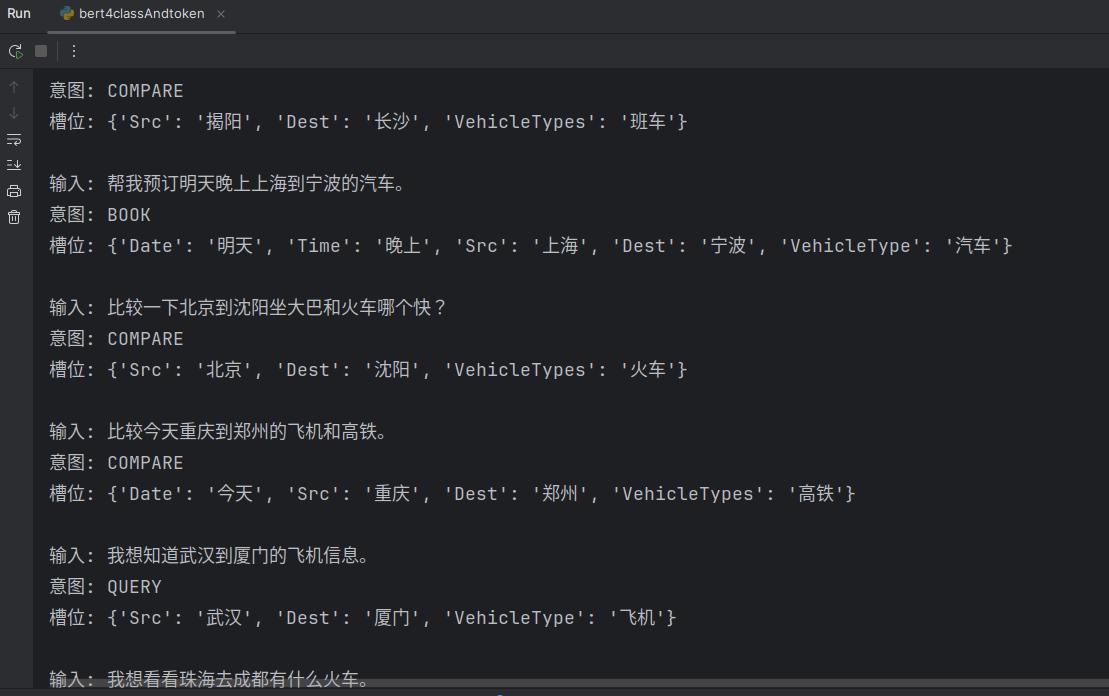 Run
bert4classAndtoken
意图: COMPARE
槽位: {'Src': '揭阳', 'Dest': '长沙', 'VehicleTypes': '班车'}
输入: 帮我预订明天晚上上海到宁波的汽车。
意图: BOOK
槽位: {'Date': '明天', 'Time': '晚上', 'Src': '上海', 'Dest': '宁波', 'VehicleType': '汽车'}
输入: 比较一下北京到沈阳坐大巴和火车哪个快？
意图: COMPARE
槽位: {'Src': '北京', 'Dest': '沈阳', 'VehicleTypes': '火车'}
输入: 比较今天重庆到郑州的飞机和高铁。
意图: COMPARE
槽位: {'Date': '今天', 'Src': '重庆', 'Dest': '郑州', 'VehicleTypes': '高铁'}
输入: 我想知道武汉到厦门的飞机信息。
意图: QUERY
槽位: {'Src': '武汉', 'Dest': '厦门', 'VehicleType': '飞机'}
输入: 我想看看珠海去成都有什么火车。